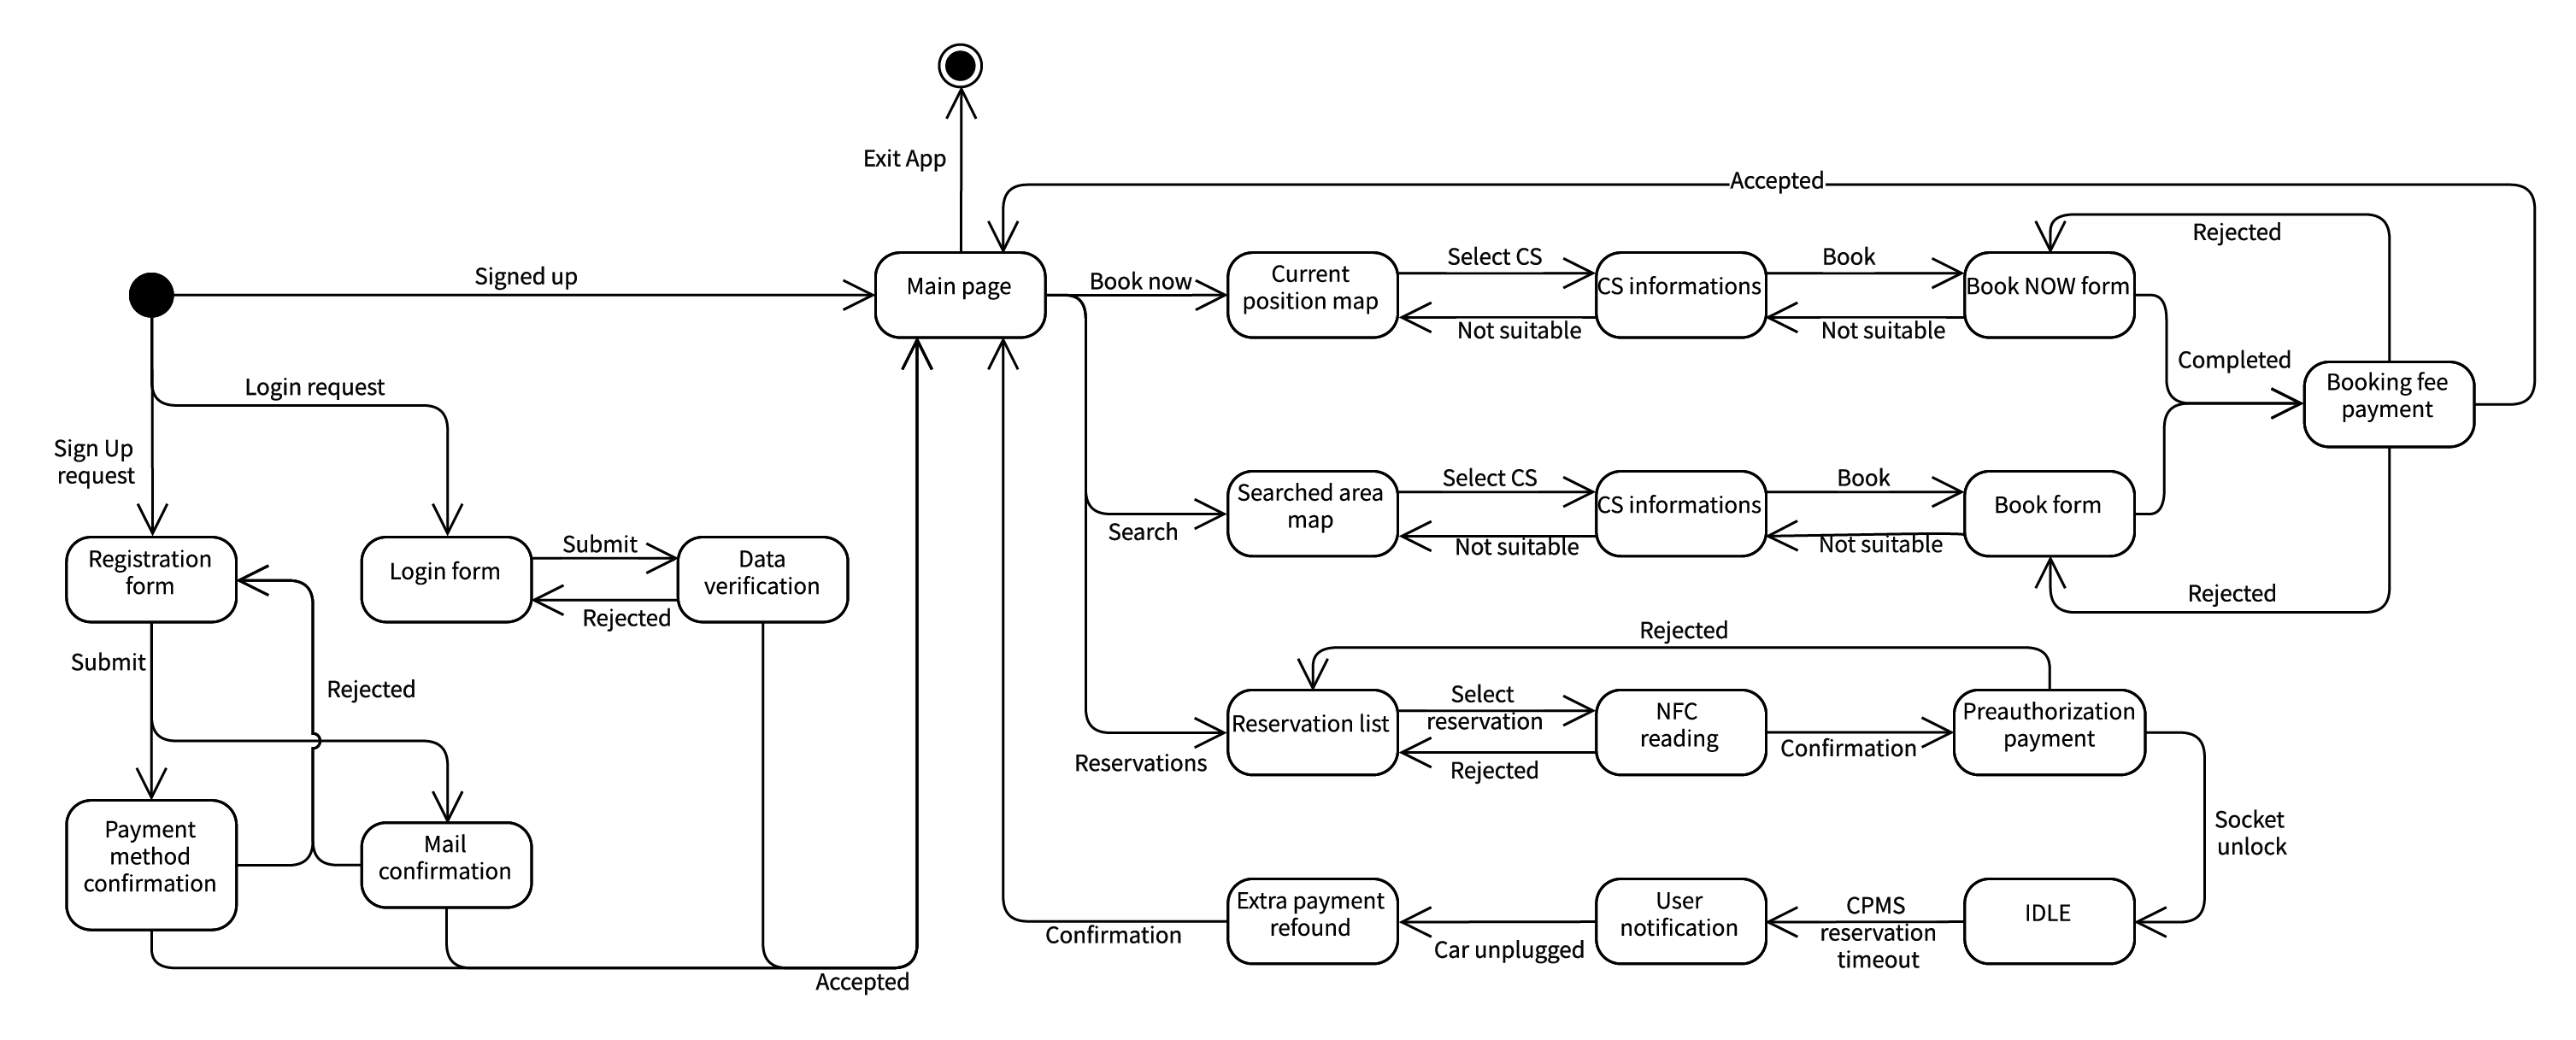 Exit App
Accepted
Rejected
Signed up
Main page
Book now
Current
position map
Select CS
Not suitable
CS informations
Book
Not suitable
Book NOW form
Completed
Booking fee
payment
Login request
Sign Up
request
Search
Searched area
map
Select CS
Not suitable
CS informations
Book
Not suitable
Book form
Rejected
Registration
form
Login form
Submit
Rejected
Data
verification
Submit
Rejected
Rejected
Reservations
Reservation list
Select
reservation
Rejected
NFC
reading
Confirmation
Preauthorization
payment
Socket
unlock
Payment
method
confirmation
Mail
confirmation
Accepted
Confirmation
Extra payment
refound
Car unplugged
User
notification
CPMS
reservation
timeout
IDLE